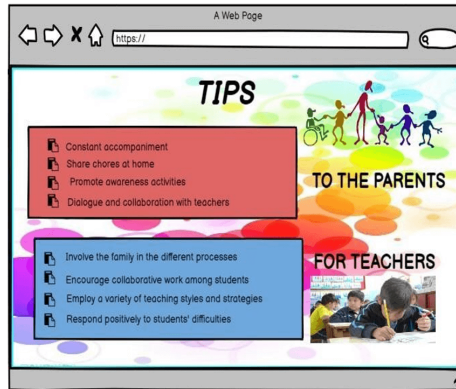 A Web Page
https://
TIPS
Constant accompaniment
Share chores at home
Promote awareness activities
Dialogue and collaboration with teachers
TO THE PARENTS
Involve the family in the different processes
Encourage collaborative work among students
Employ a variety of teaching styles and strategies
Respond positively to students' difficulties
FOR TEACHERS